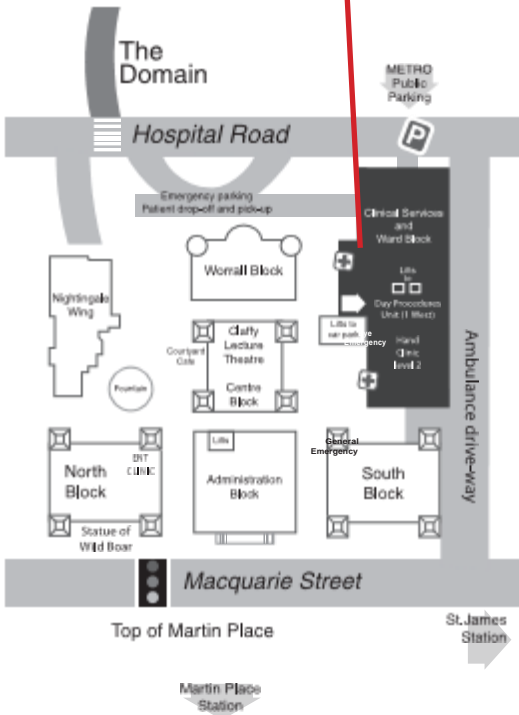 The
Domain
METRO
Public
Parking
P
Hospital Road
Emergency parking
Patient drop-off and pick-up
Clinical Services
and
Ward Block
Worrall Block
Lifts
to
Day Procedures
Unit (1 West)
Nightingale
Wing
Lifts to
car park
Emergency
Claffy
Lecture
Theatre
Courtyard
Cafe
Hand
Clinic
level 2
Centre
Block
Fountain
Ambulance drive-way
Lifts
General
Emergency
ENT
CLINIC
North
Block
Administration
Block
South
Block
Statue of
Wild Boar
Macquarie Street
Top of Martin Place
St.James
Station
Martin Place
Station